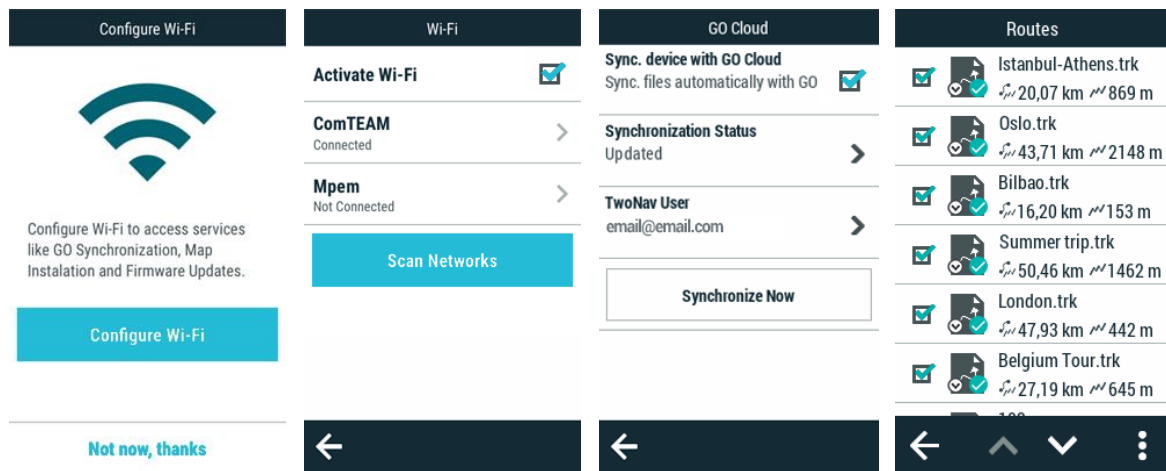 Configure Wi-Fi
Configure Wi-Fi to access services
like GO Synchronization, Map
Instalation and Firmware Updates.
Configure Wi-Fi
Not now, thanks
Wi-Fi
Activate Wi-Fi
ComTEAM
Connected
Mpem
Not Connected
Scan Networks
GO Cloud
Sync. device with GO Cloud
Sync. files automatically with GO
Synchronization Status
Updated
TwoNav User
email@email.com
Synchronize Now
Routes
Istanbul-Athens.trk
20,07 km 869 m
Oslo.trk
43,71 km 2148 m
Bilbao.trk
16,20 km 153 m
Summer trip.trk
50,46 km 1462 m
London.trk
47,93 km 442 m
Belgium Tour.trk
27,19 km 645 m